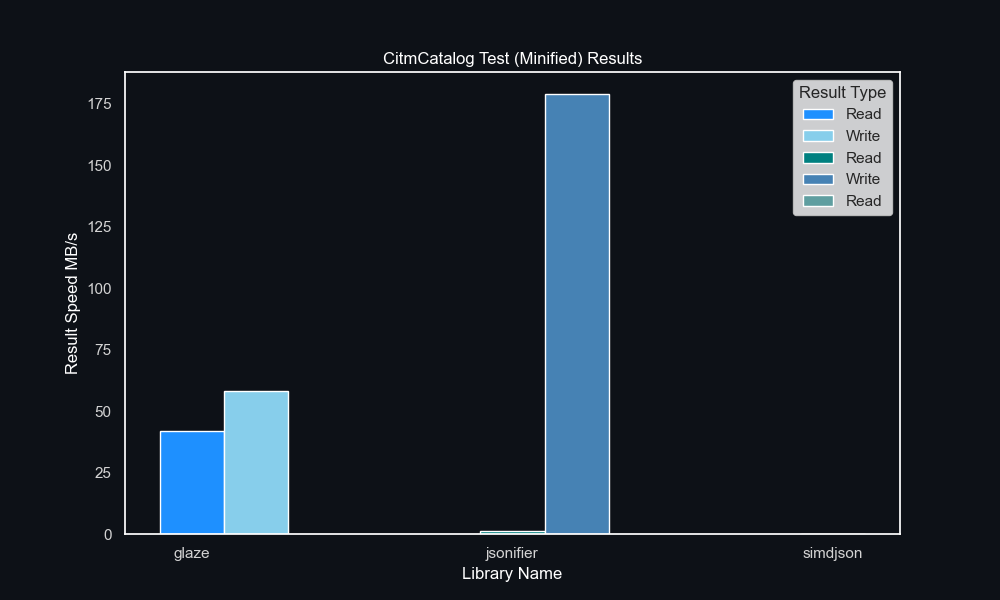 CitmCatalog Test (Minified) Results
Result Type
Read
Write
Read
Write
Read
175
150
125
100
75
50
25
0
Result Speed MB/s
glaze jsonifier simdjson
Library Name